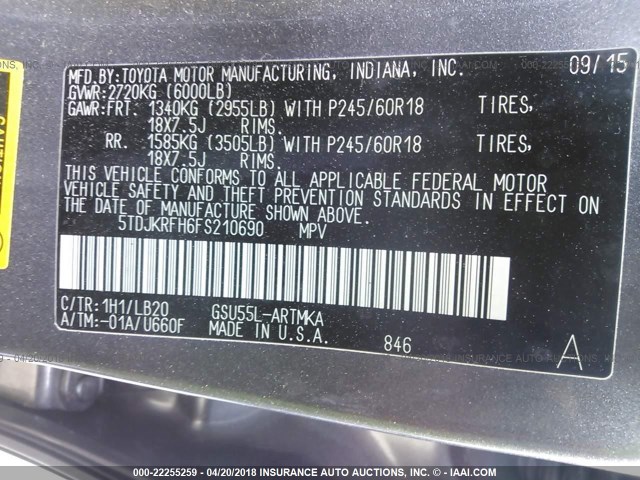 MFD.BY:TOYOTA MOTOR MANUFACTURING, INDIANA, INC. 09/15
GVWR:2720KG (6000LB)
GAWR:FRT. 1340KG (2955LB) WITH P245/60R18 TIRES,
18X7.5J RIMS.
RR. 1585KG (3505LB) WITH P245/60R18 TIRES,
18X7.5J RIMS.
THIS VEHICLE CONFORMS TO ALL APPLICABLE FEDERAL MOTOR
VEHICLE SAFETY AND THEFT PREVENTION STANDARDS IN EFFECT ON
THE DATE OF MANUFACTURE SHOWN ABOVE.
5TDJKRFH6FS210690 MPV
C/TR:1H1/LB20 GSU55L-ARTMKA
A/TM:-01A/U660F MADE IN U.S.A.
846 A
000-22255259 - 04/20/2018 - INSURANCE AUTO AUCTIONS, INC. - © - IAAI.COM